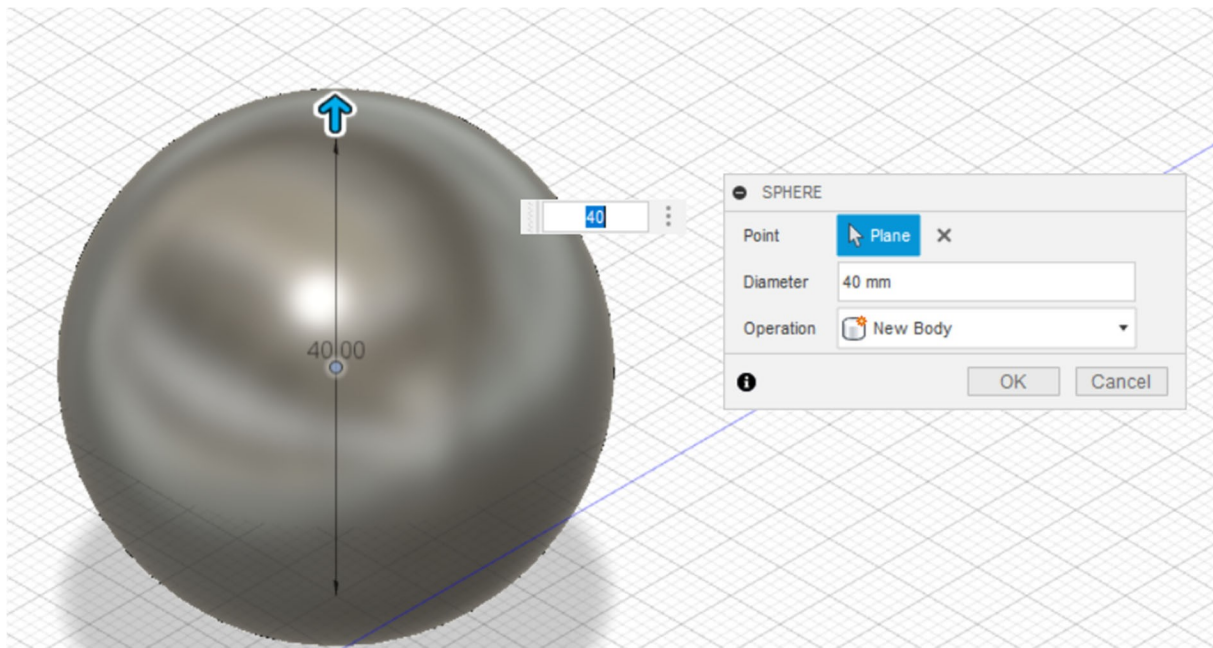 SPHERE
40
Point Plane
Diameter 40 mm
Operation New Body
40.00
OK Cancel